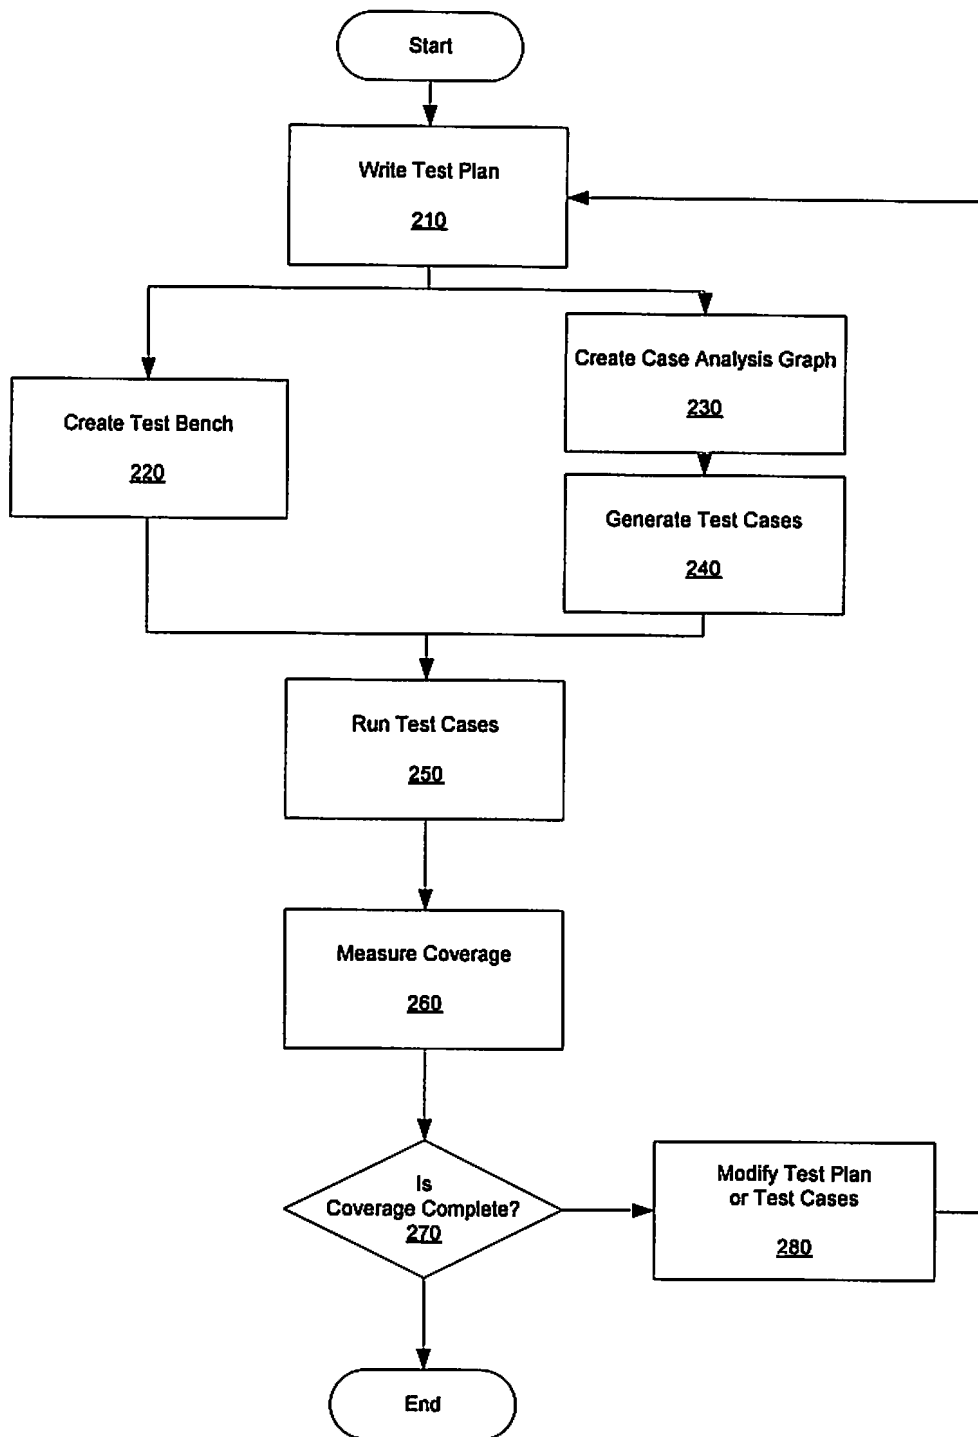 Start
Write Test Plan
210
Create Case Analysis Graph
230
Create Test Bench
220
Generate Test Cases
240
Run Test Cases
250
Measure Coverage
260
Is
Coverage Complete?
270
Modify Test Plan
or Test Cases
280
End